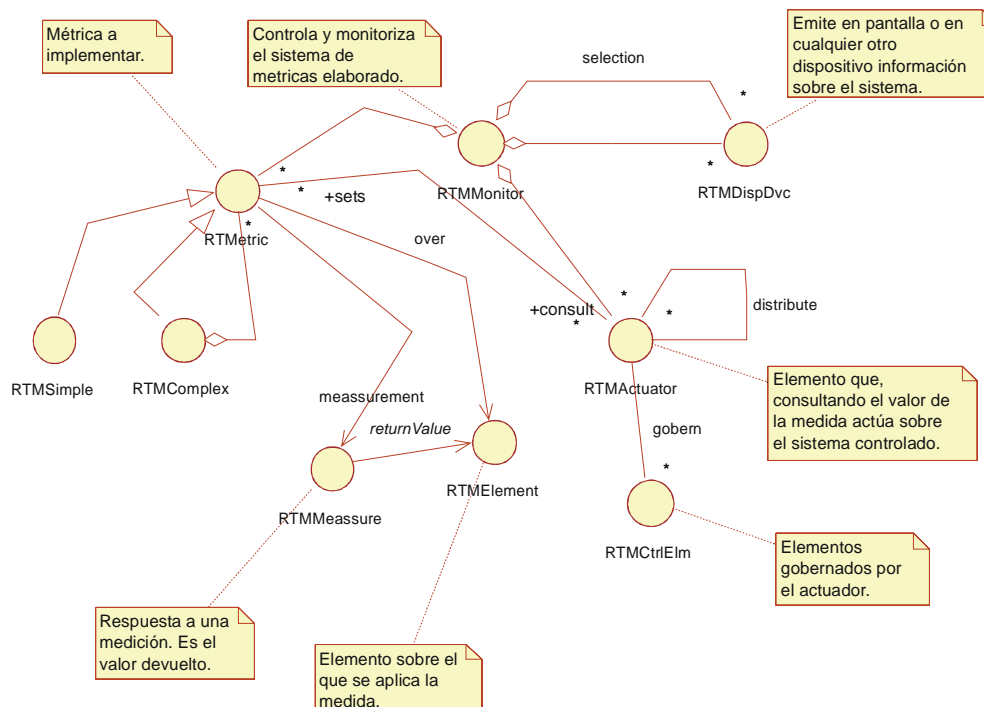 Métrica a
implementar.
Controla y monitoriza
el sistema de
metricas elaborado.
Emite en pantalla o en
cualquier otro
dispositivo información
sobre el sistema.
selection
*
*
RTMMonitor
RTMDispDvc
*
*
+sets
*
RTMetric
over
+consult
*
*
*
distribute
RTMSimple
RTMComplex
RTMActuator
meassurement
returnValue
gobern
*
Elemento que,
consultando el valor de
la medida actúa sobre
el sistema controlado.
RTMElement
RTMMeassure
RTMCtrlElm
Elementos
gobernados por
el actuador.
Respuesta a una
medición. Es el
valor devuelto.
Elemento sobre el
que se aplica la
medida.